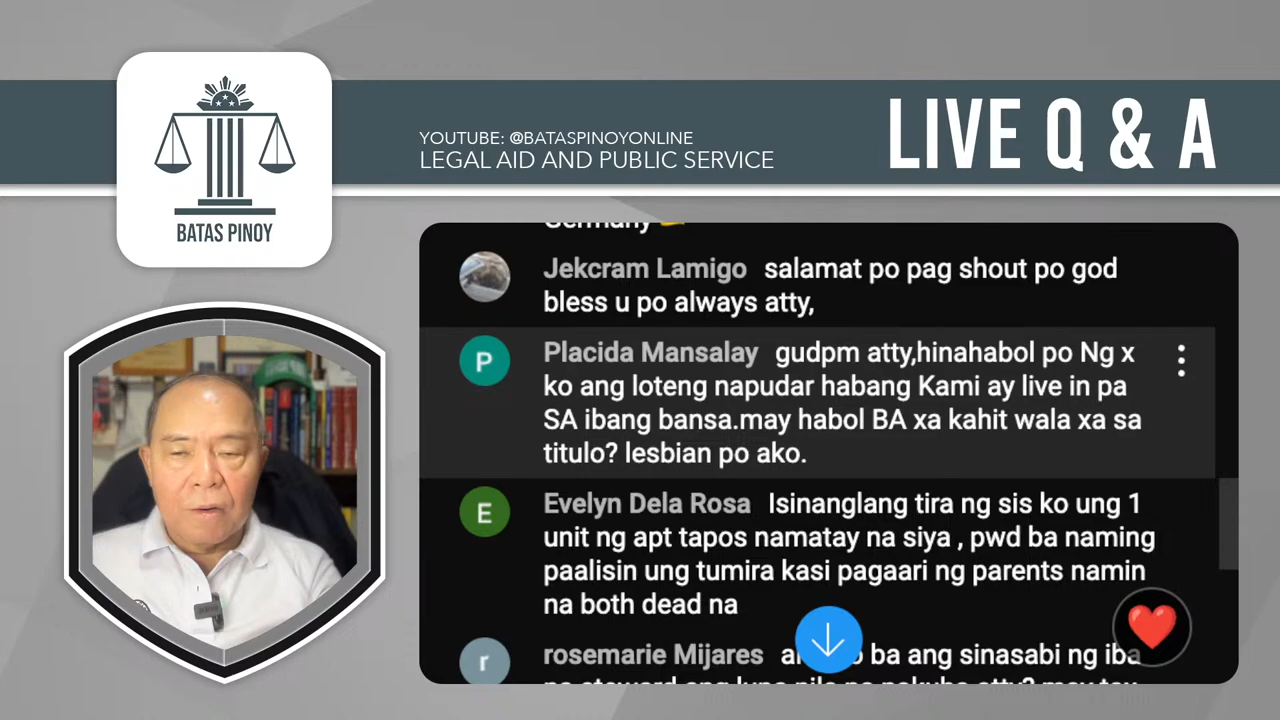 BATAS PINOY
YOUTUBE: @BATASPINOYONLINE
LEGAL AID AND PUBLIC SERVICE
LIVE Q & A
Germany
Jekcram Lamigo salamat po pag shout po god
bless u po always atty,
P
Placida Mansalay gudpm atty,hinahabol po Ng x
ko ang loteng napudar habang Kami ay live in pa
SA ibang bansa.may habol BA xa kahit wala xa sa
titulo? lesbian po ako.
E
Evelyn Dela Rosa Isinanglang tira ng sis ko ung 1
unit ng apt tapos namatay na siya , pwd ba naming
paalisin ung tumira kasi pagaari ng parents namin
na both dead na
r
rosemarie Mijares ba ang sinasabi ng iba